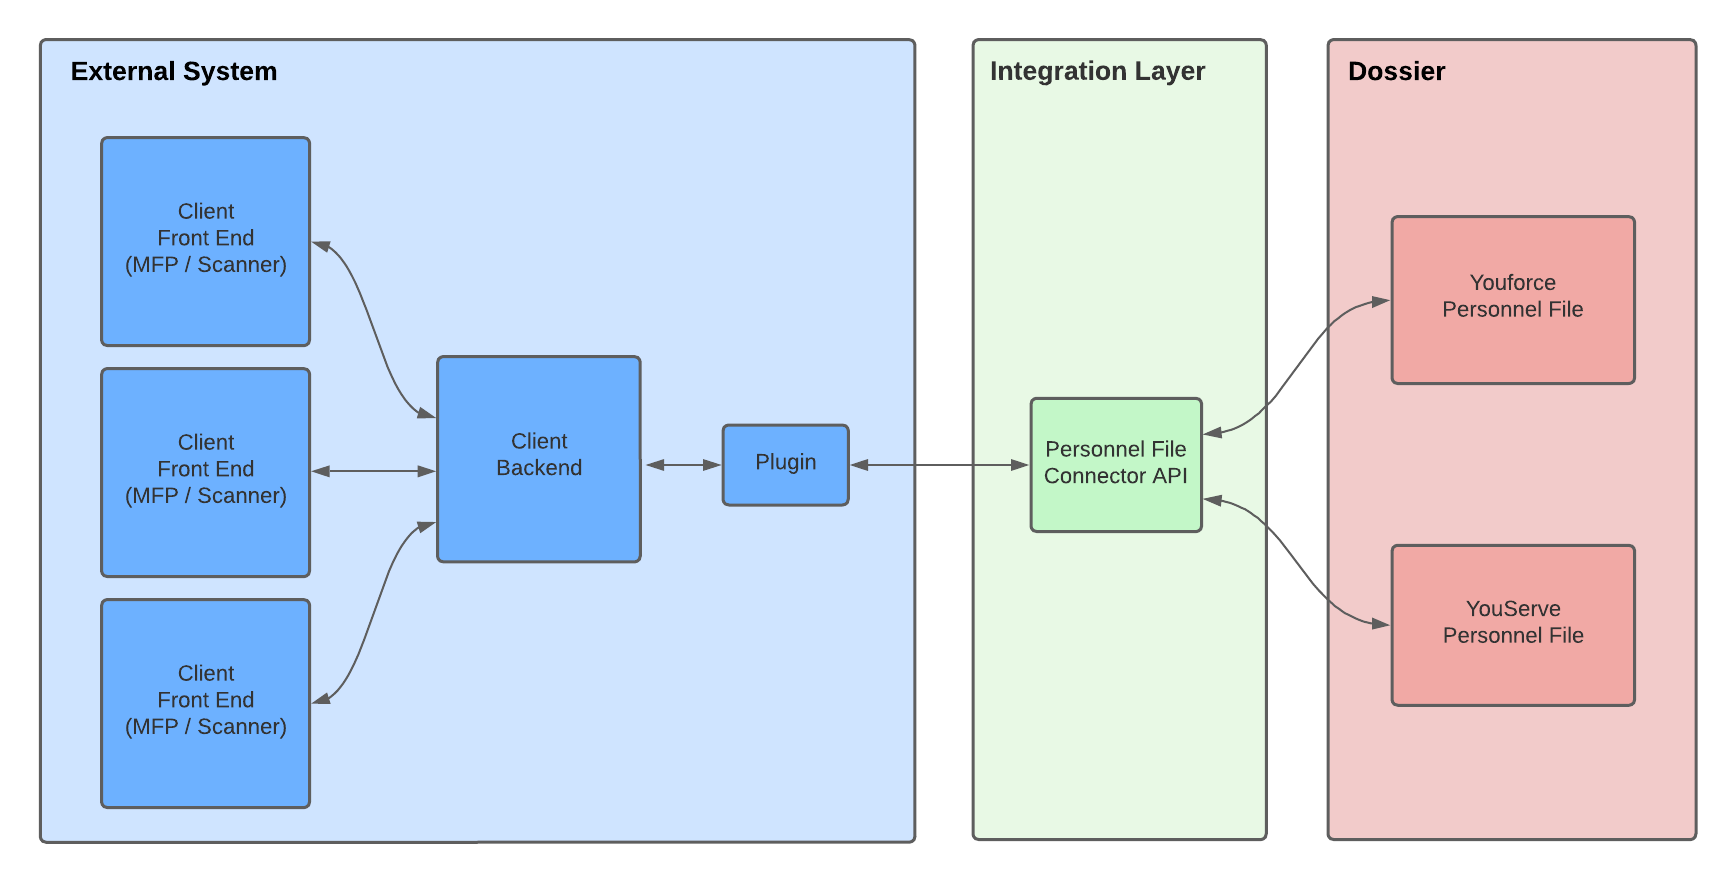 External System
Client
Front End
(MFP / Scanner)
Client
Front End
(MFP / Scanner)
Client
Front End
(MFP / Scanner)
Client
Backend
Plugin
Integration Layer
Personnel File
Connector API
Dossier
Youforce
Personnel File
YouServe
Personnel File